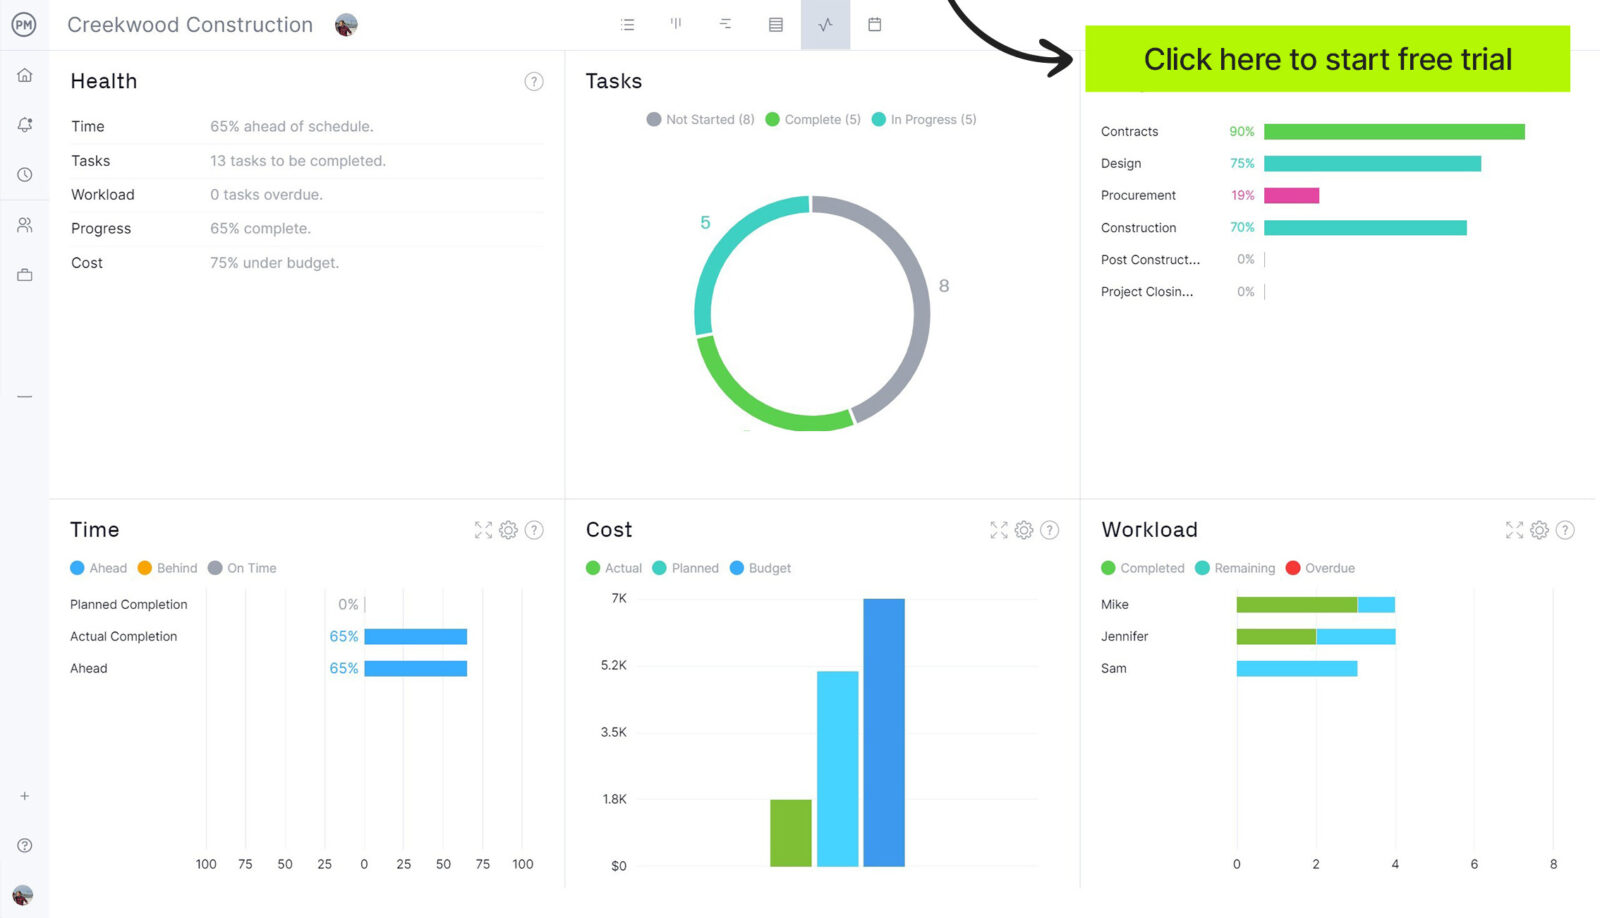 PM
Creekwood Construction
Click here to start free trial
Health
?
Time 65% ahead of schedule.
Tasks 13 tasks to be completed.
Workload 0 tasks overdue.
Progress 65% complete.
Cost 75% under budget.
Tasks
Not Started (8) Complete (5) In Progress (5)
5
8
Contracts 90%
Design 75%
Procurement 19%
Construction 70%
Post Construct... 0%
Project Closin... 0%
Time
?
Ahead Behind On Time
Planned Completion 0%
Actual Completion 65%
Ahead 65%
100 75 50 25 0 25 50 75 100
Cost
?
Actual Planned Budget
7K
5.2K
3.5K
1.8K
$0
Workload
?
Completed Remaining Overdue
Mike
Jennifer
Sam
0 2 4 6 8
?